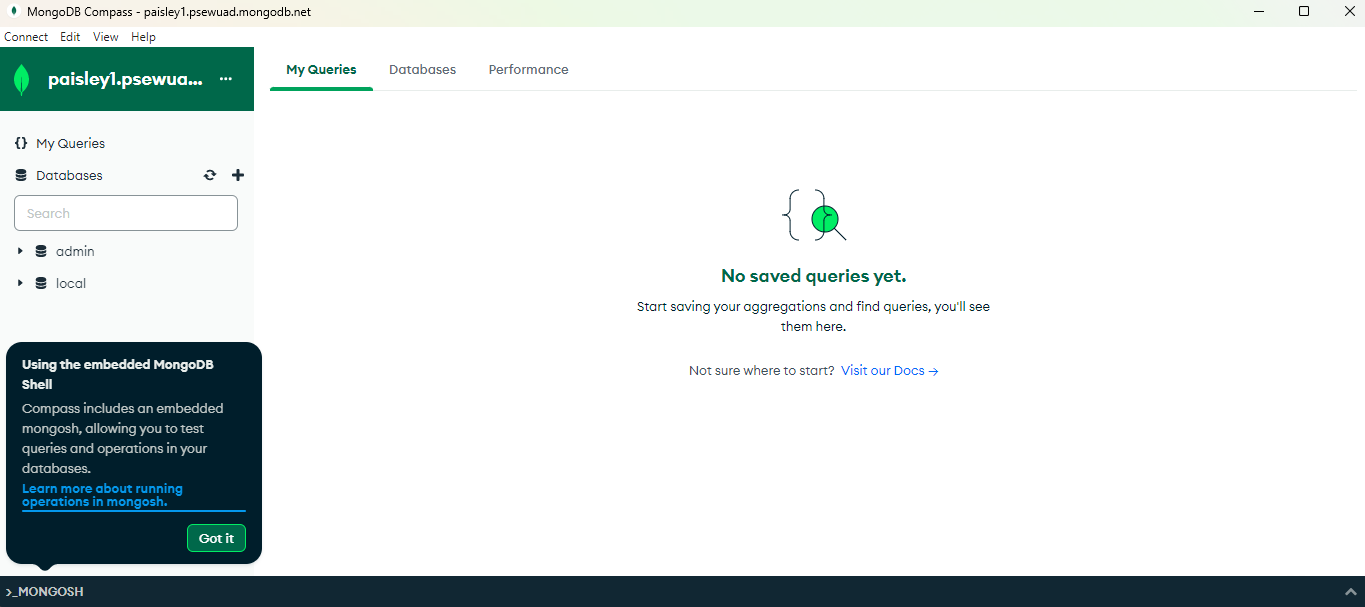 MongoDB Compass - paisley1.psewuad.mongodb.net
Connect Edit View Help
paisley1.psewua... ...
My Queries Databases Performance
{} My Queries
Databases
Search
admin
local
No saved queries yet.
Start saving your aggregations and find queries, you'll see
them here.
Not sure where to start? Visit our Docs →
Using the embedded MongoDB
Shell
Compass includes an embedded
mongosh, allowing you to test
queries and operations in your
databases.
Learn more about running
operations in mongosh.
Got it
>_MONGOSH